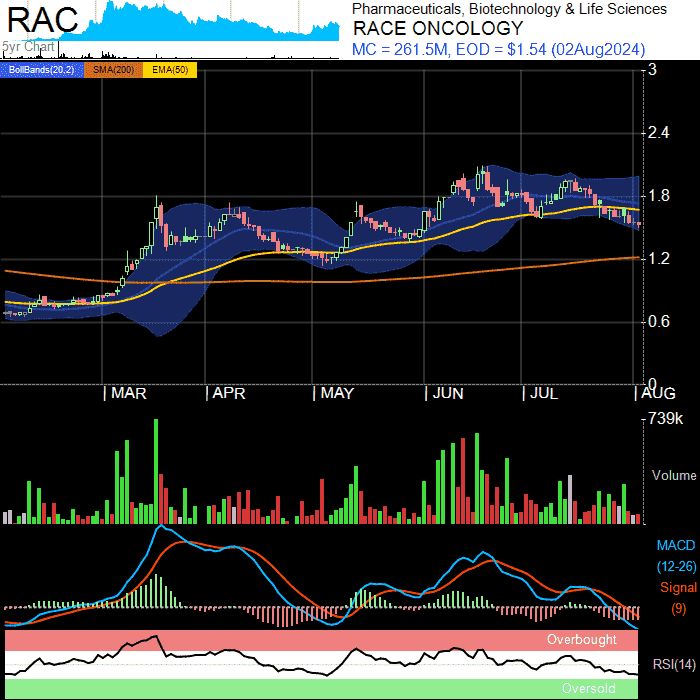 RAC
5yr Chart
Pharmaceuticals, Biotechnology & Life Sciences
RACE ONCOLOGY
MC = 261.5M, EOD = $1.54 (02Aug2024)
BollBands(20,2) SMA(200) EMA(50)
3
2.4
1.8
1.2
0.6
0
MAR APR MAY JUN JUL AUG
739k
Volume
MACD
(12-26)
Signal
(9)
Overbought
RSI(14)
Oversold